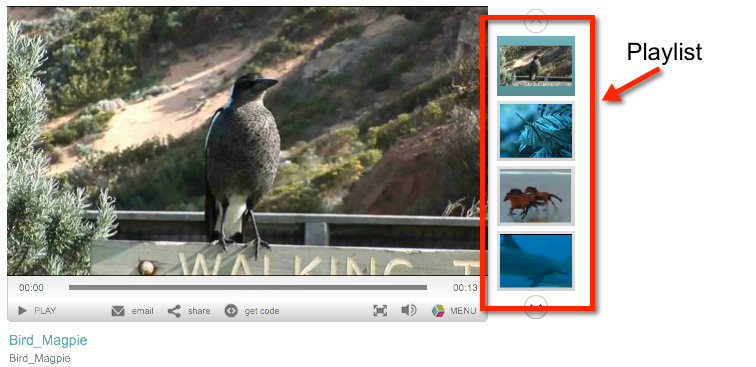 Playlist
WALKING T
00:00
00:13
PLAY
email
share
get code
MENU
Bird_Magpie
Bird_Magpie